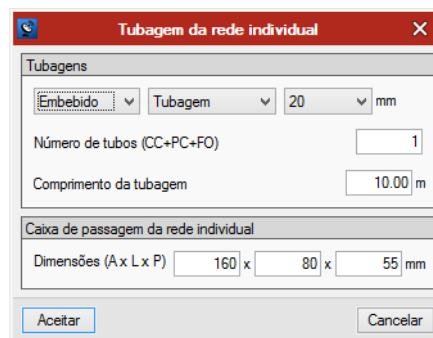 Tubagem da rede individual
Tubagens
Embebido Tubagem 20 mm
Número de tubos (CC+PC+FO) 1
Comprimento da tubagem 10.00 m
Caixa de passagem da rede individual
Dimensões (A x L x P) 160 x 80 x 55 mm
Aceitar Cancelar